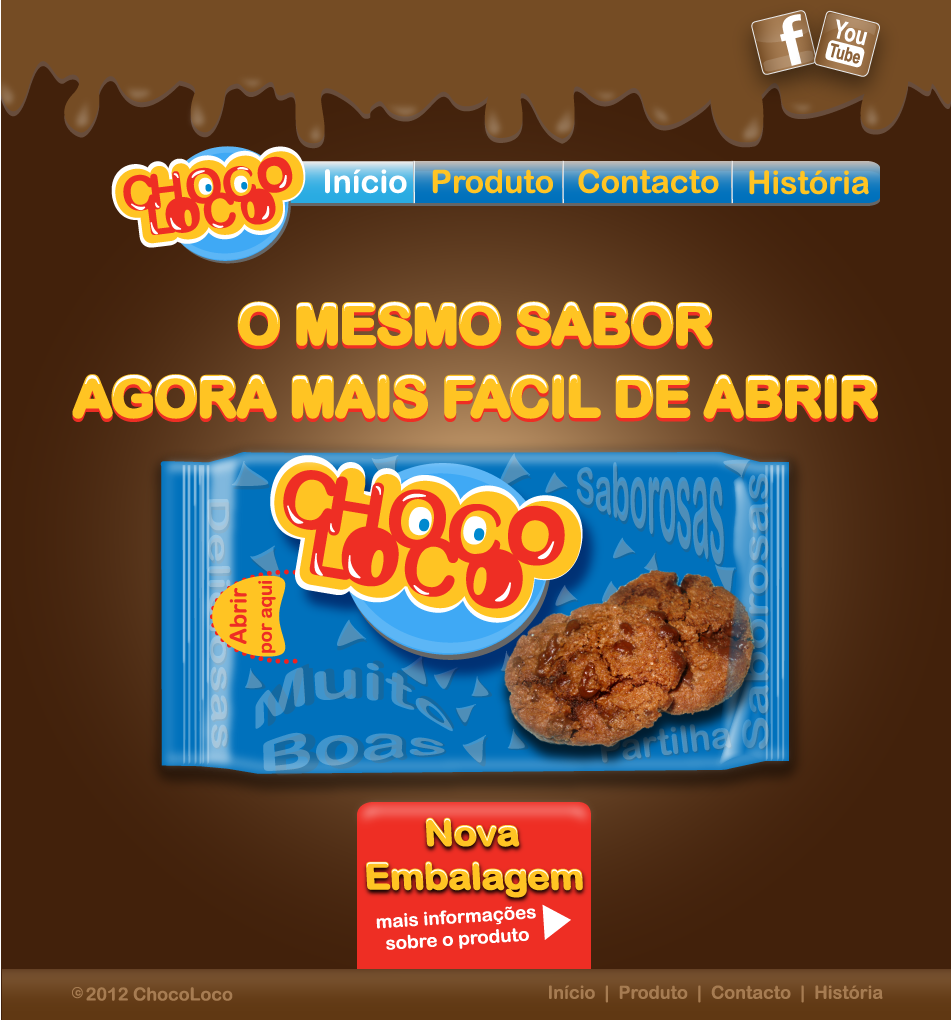 f
You
Tube
CHOCO
LOCO
Início
Produto
Contacto
História
O MESMO SABOR
AGORA MAIS FACIL DE ABRIR
CHOCO
LOCO
saborosas
Saborosas
Abrir
por aqui
Muito
Boas
Partilha
Nova
Embalagem
mais informações
sobre o produto
© 2012 ChocoLoco
Início | Produto | Contacto | História